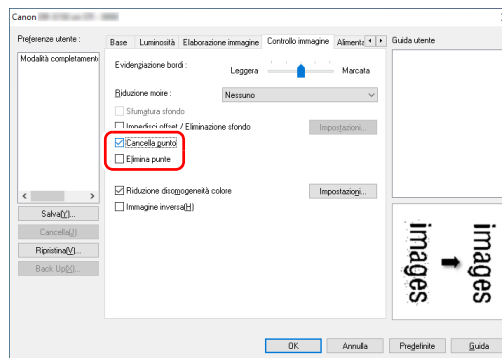 Canon
Preferenze utente :
Modalità completamente
Salva(Y)...
Cancella(J)
Ripristina(V)...
Back Up(X)...
Base Luminosità Elaborazione immagine Controllo immagine Alimenta
Evidenziazione bordi :
Leggera Marcata
Riduzione moire : Nessuno
Sfumatura sfondo
Impedisci offset / Eliminazione sfondo Impostazioni...
Cancella punto
Elimina punte
Riduzione disomogeneità colore Impostazioni...
Immagine inversa(H)
Guida utente
images
images
OK Annulla Predefinite Guida